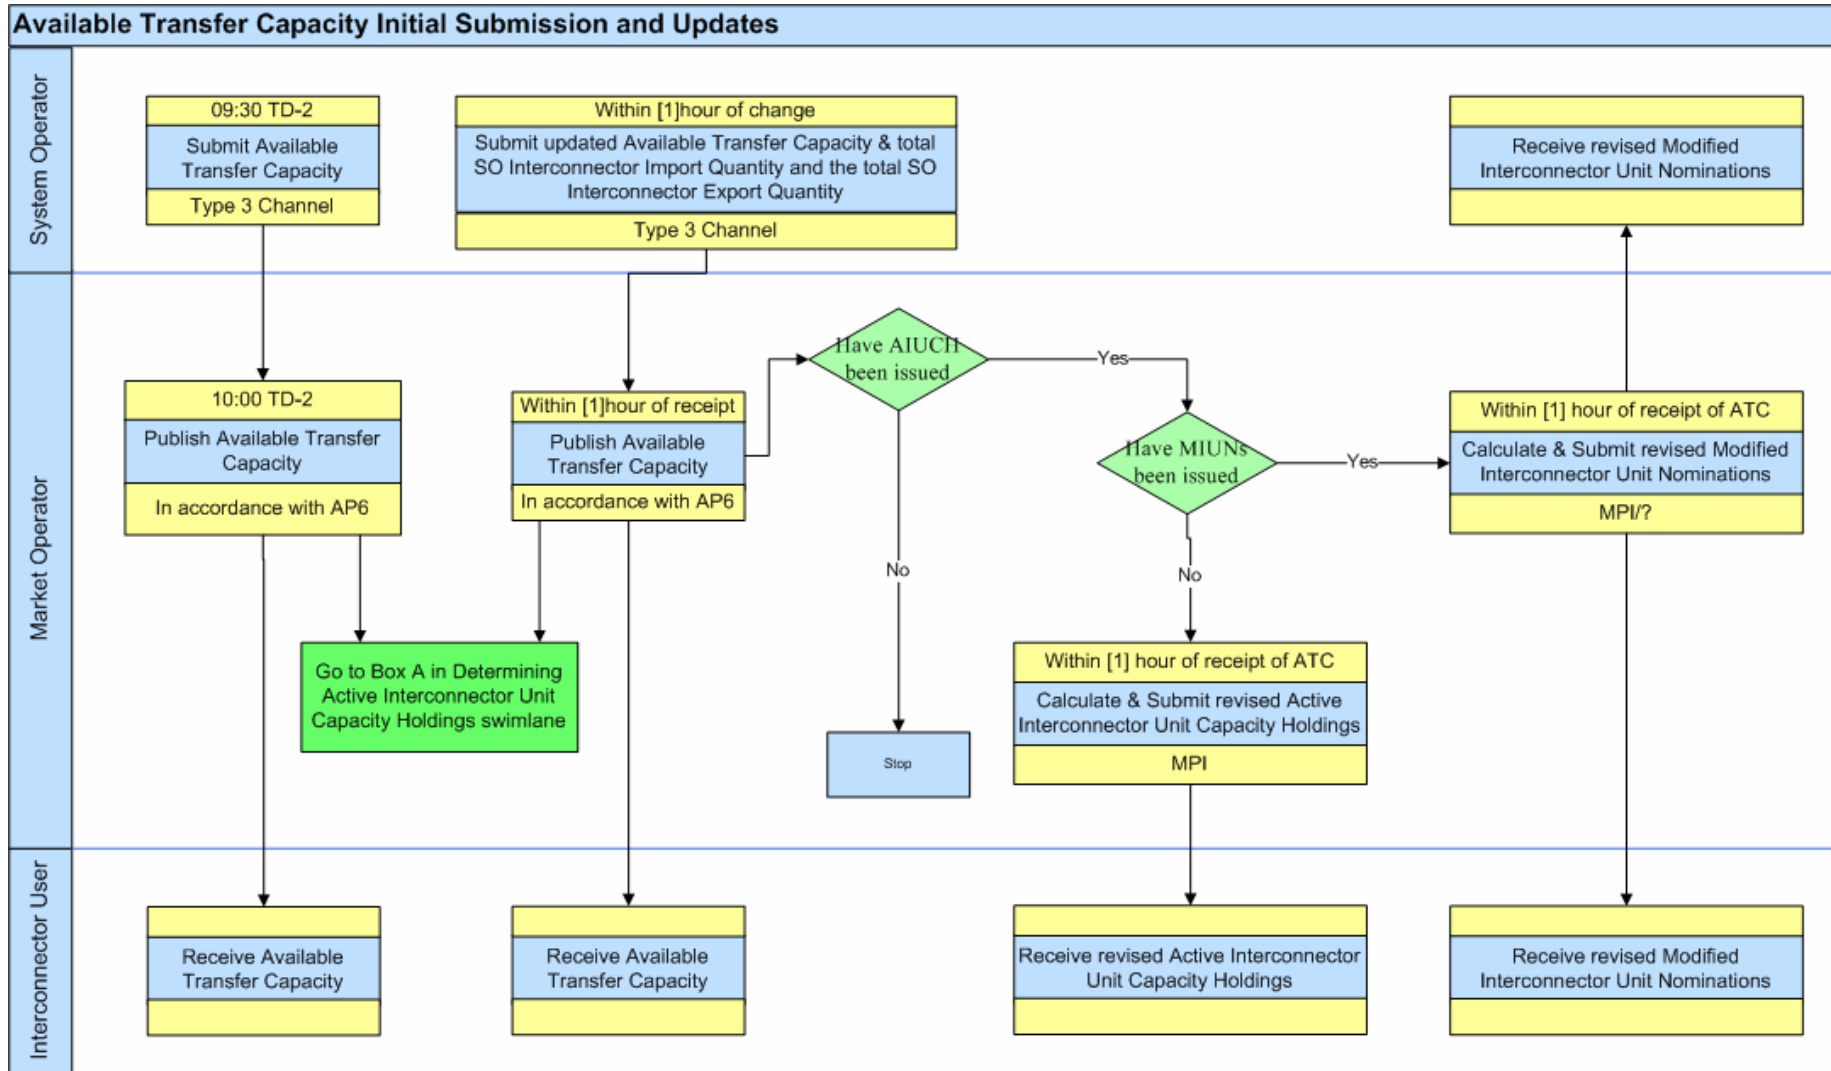 Available Transfer Capacity Initial Submission and Updates
System Operator
09:30 TD-2
Submit Available
Transfer Capacity
Type 3 Channel
Within [1]hour of change
Submit updated Available Transfer Capacity & total
SO Interconnector Import Quantity and the total SO
Interconnector Export Quantity
Type 3 Channel
Receive revised Modified
Interconnector Unit Nominations
Market Operator
10:00 TD-2
Publish Available Transfer
Capacity
In accordance with AP6
Within [1]hour of receipt
Publish Available
Transfer Capacity
In accordance with AP6
Have AIUCH
been issued
Yes
No
Have MIUNs
been issued
Yes
No
Within [1] hour of receipt of ATC
Calculate & Submit revised Modified
Interconnector Unit Nominations
MPI/?
Go to Box A in Determining
Active Interconnector Unit
Capacity Holdings swimlane
Stop
Within [1] hour of receipt of ATC
Calculate & Submit revised Active
Interconnector Unit Capacity Holdings
MPI
Interconnector User
Receive Available
Transfer Capacity
Receive Available
Transfer Capacity
Receive revised Active Interconnector
Unit Capacity Holdings
Receive revised Modified
Interconnector Unit Nominations